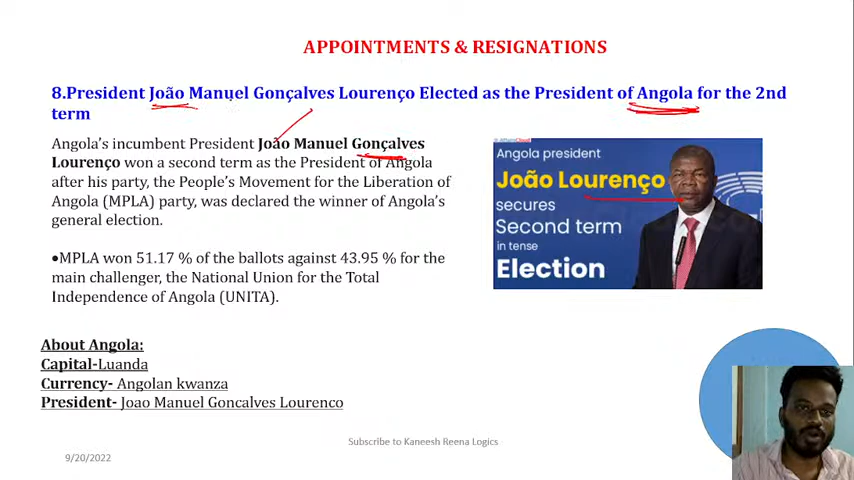 APPOINTMENTS & RESIGNATIONS
8.President João Manuel Gonçalves Lourenço Elected as the President of Angola for the 2nd
term
Angola's incumbent President João Manuel Gonçalves
Lourenço won a second term as the President of Angola
after his party, the People's Movement for the Liberation of
Angola (MPLA) party, was declared the winner of Angola's
general election.
•MPLA won 51.17 % of the ballots against 43.95 % for the
main challenger, the National Union for the Total
Independence of Angola (UNITA).
AffairsCloud
Angola president
João Lourenço
secures
Second term
in tense
Election
About Angola:
Capital-Luanda
Currency- Angolan kwanza
President- Joao Manuel Goncalves Lourenco
Subscribe to Kaneesh Reena Logics
9/20/2022